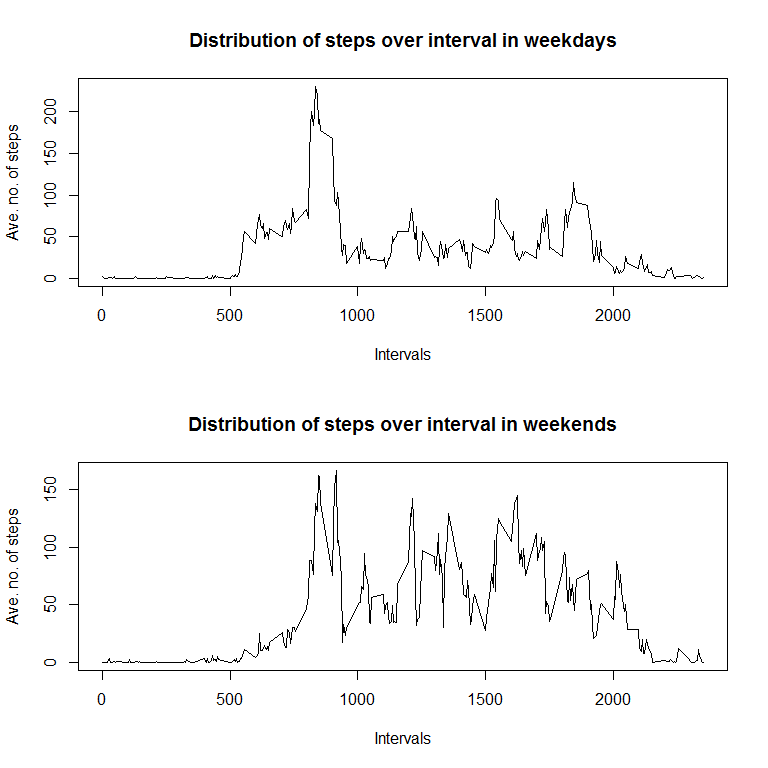 Distribution of steps over interval in weekdays
Ave. no. of steps
200
150
100
50
0
0 500 1000 1500 2000
Intervals
Distribution of steps over interval in weekends
Ave. no. of steps
150
100
50
0
0 500 1000 1500 2000
Intervals